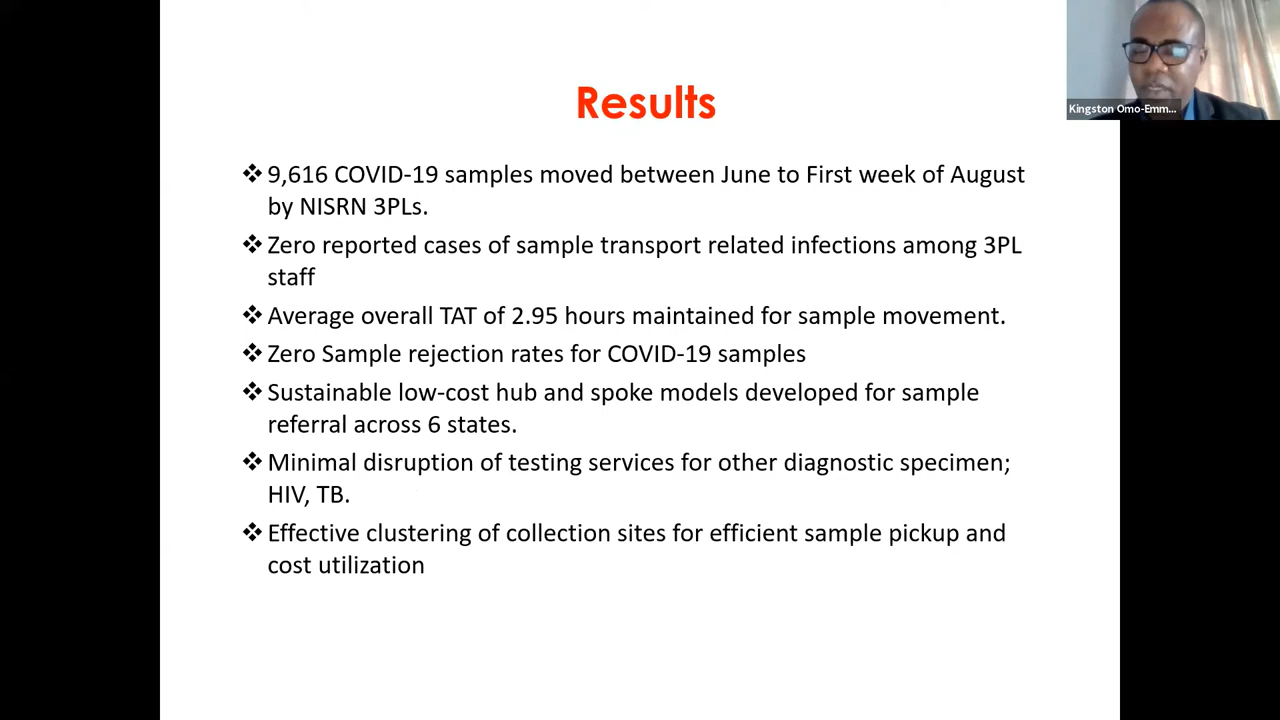 Results
Kingston Omo-Emm...
❖ 9,616 COVID-19 samples moved between June to First week of August
by NISRN 3PLs.
❖ Zero reported cases of sample transport related infections among 3PL
staff
❖ Average overall TAT of 2.95 hours maintained for sample movement.
❖ Zero Sample rejection rates for COVID-19 samples
❖ Sustainable low-cost hub and spoke models developed for sample
referral across 6 states.
❖ Minimal disruption of testing services for other diagnostic specimen;
HIV, TB.
❖ Effective clustering of collection sites for efficient sample pickup and
cost utilization